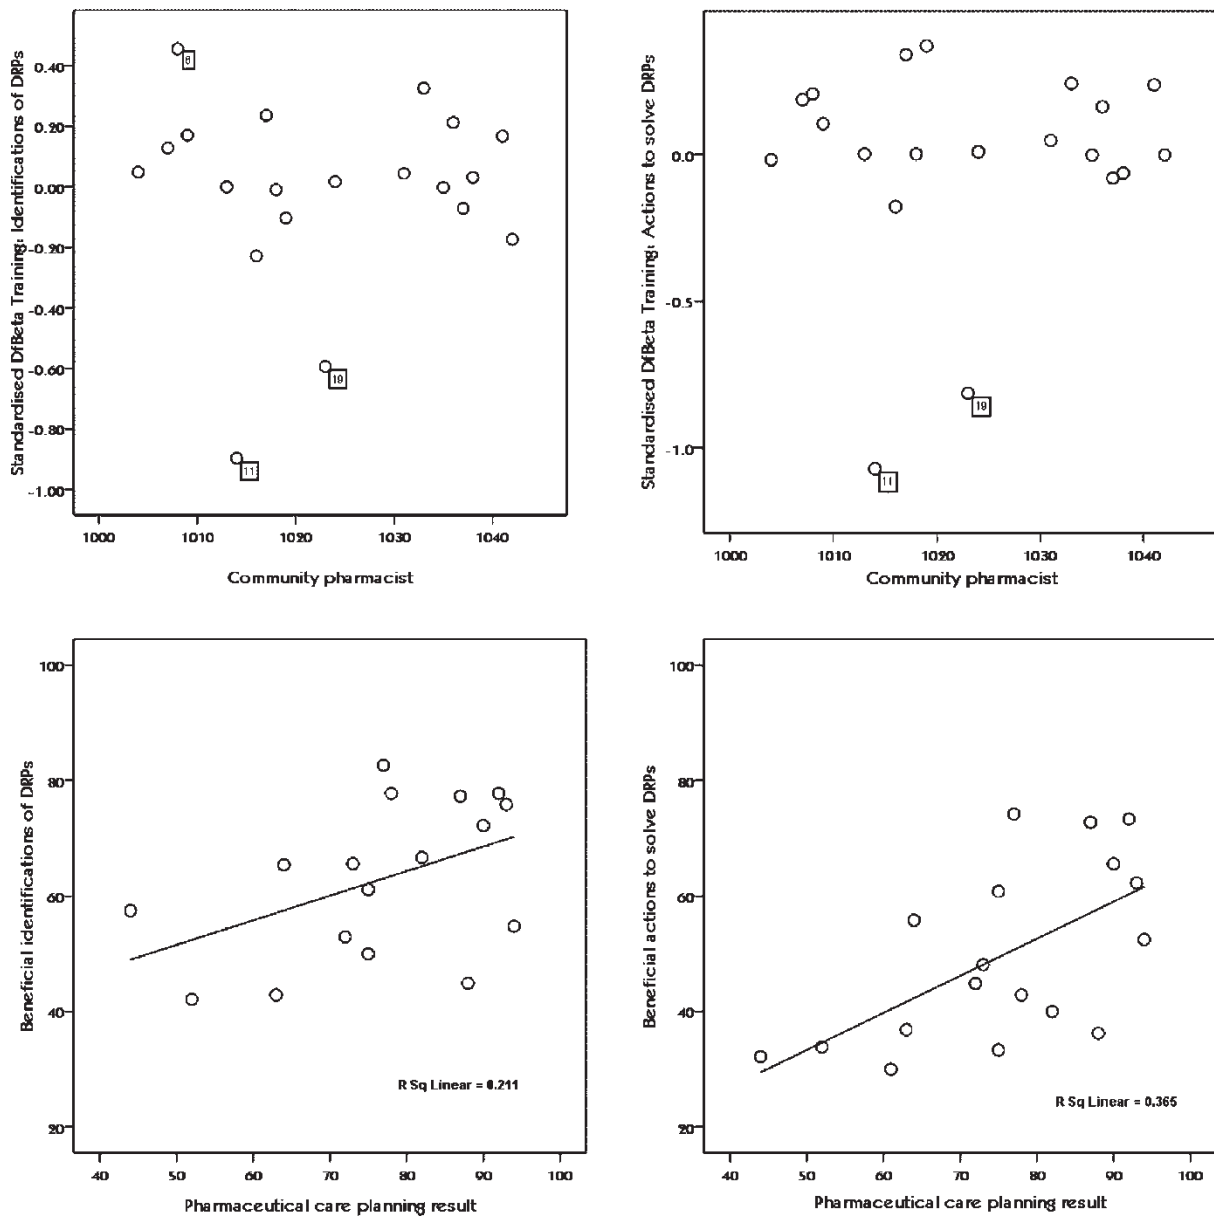 Standardised DfBeta Training: Identifications of DRPs
0.40
0.20
0.00
-0.20
-0.40
-0.60
-0.80
-1.00
19
11
1000 1010 1020 1030 1040
Community pharmacist
Standardised DfBeta Training: Actions to solve DRPs
0.0
-0.5
-1.0
19
11
1000 1010 1020 1030 1040
Community pharmacist
Beneficial identifications of DRPs
100
80
60
40
20
R Sq Linear = 0.211
40 50 60 70 80 90 100
Pharmaceutical care planning result
Beneficial actions to solve DRPs
100
80
60
40
20
R Sq Linear = 0.365
40 50 60 70 80 90 100
Pharmaceutical care planning result